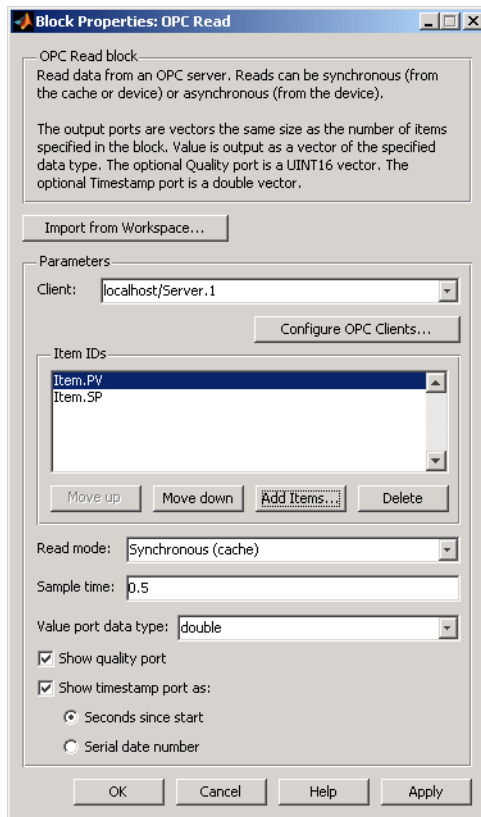 Block Properties: OPC Read
OPC Read block
Read data from an OPC server. Reads can be synchronous (from
the cache or device) or asynchronous (from the device).
The output ports are vectors the same size as the number of items
specified in the block. Value is output as a vector of the specified
data type. The optional Quality port is a UINT16 vector. The
optional Timestamp port is a double vector.
Import from Workspace...
Parameters
Client: localhost/Server.1
Configure OPC Clients...
Item IDs
Item.PV
Item.SP
Move up Move down Add Items... Delete
Read mode: Synchronous (cache)
Sample time: 0.5
Value port data type: double
Show quality port
Show timestamp port as:
Seconds since start
Serial date number
OK Cancel Help Apply